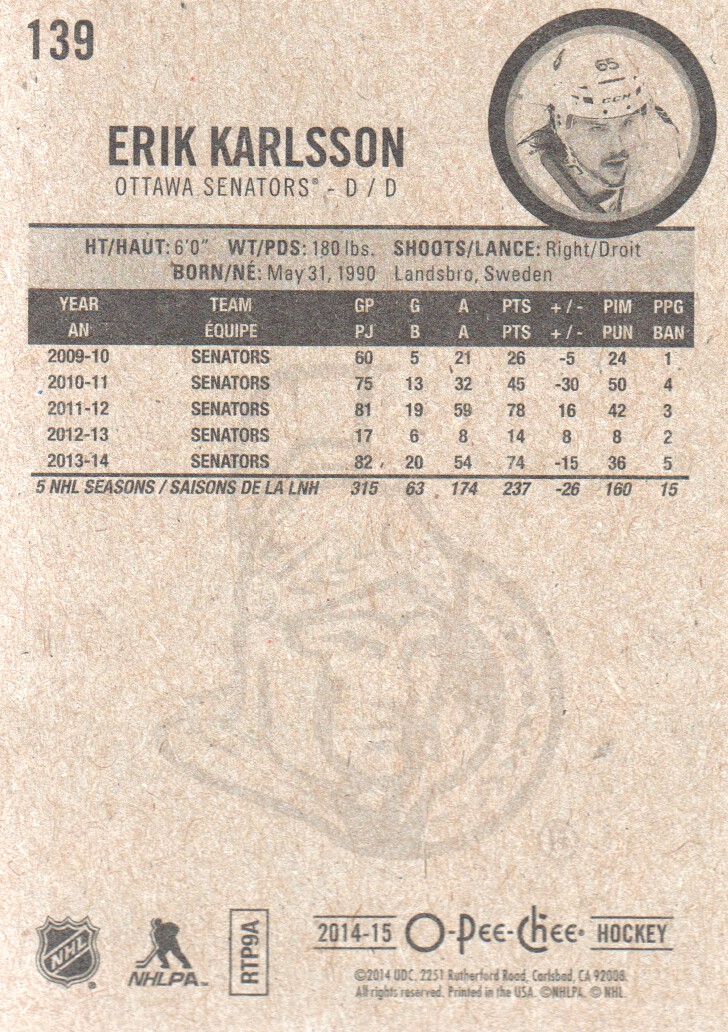 139
65
CCM
ERIK KARLSSON
OTTAWA SENATORS® - D / D
HT/HAUT: 6'0" WT/PDS: 180 lbs. SHOOTS/LANCE: Right/Droit
BORN/NÉ: May 31, 1990 Landsbro, Sweden
YEAR TEAM GP G A PTS +/- PIM PPG
AN ÉQUIPE PJ B A PTS +/- PUN BAN
2009-10 SENATORS 60 5 21 26 -5 24 1
2010-11 SENATORS 75 13 32 45 -30 50 4
2011-12 SENATORS 81 19 59 78 16 42 3
2012-13 SENATORS 17 6 8 14 8 8 2
2013-14 SENATORS 82 20 54 74 -15 36 5
5 NHL SEASONS / SAISONS DE LA LNH 315 63 174 237 -26 160 15
®
NHL ®
NHLPA™
RTP9A
2014-15 O-Pee-Chee® HOCKEY
©2014 UDC. 2251 Rutherford Road, Carlsbad, CA 92008.
All rights reserved. Printed in the USA. ©NHLPA. © NHL.